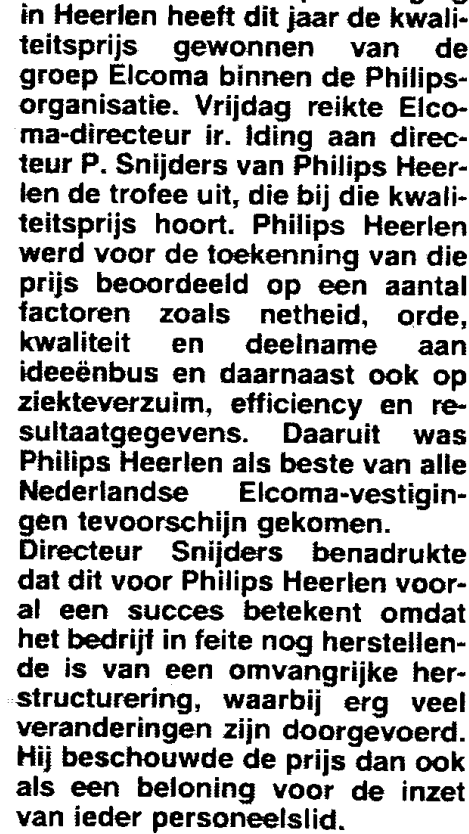 in Heerlen heeft dit jaar de kwali-
teitsprijs gewonnen van de
groep Elcoma binnen de Philips-
organisatie. Vrijdag reikte Elco-
ma-directeur ir. Iding aan direc-
teur P. Snijders van Philips Heer-
len de trofee uit, die bij die kwali-
teitsprijs hoort. Philips Heerlen
werd voor de toekenning van die
prijs beoordeeld op een aantal
factoren zoals netheid, orde,
kwaliteit en deelname aan
ideeënbus en daarnaast ook op
ziekteverzuim, efficiency en re-
sultaatgegevens. Daaruit was
Philips Heerlen als beste van alle
Nederlandse Elcoma-vestigin-
gen tevoorschijn gekomen.
Directeur Snijders benadrukte
dat dit voor Philips Heerlen voor-
al een succes betekent omdat
het bedrijf in feite nog herstellen-
de is van een omvangrijke her-
structurering, waarbij erg veel
veranderingen zijn doorgevoerd.
Hij beschouwde de prijs dan ook
als een beloning voor de inzet
van ieder personeelslid.